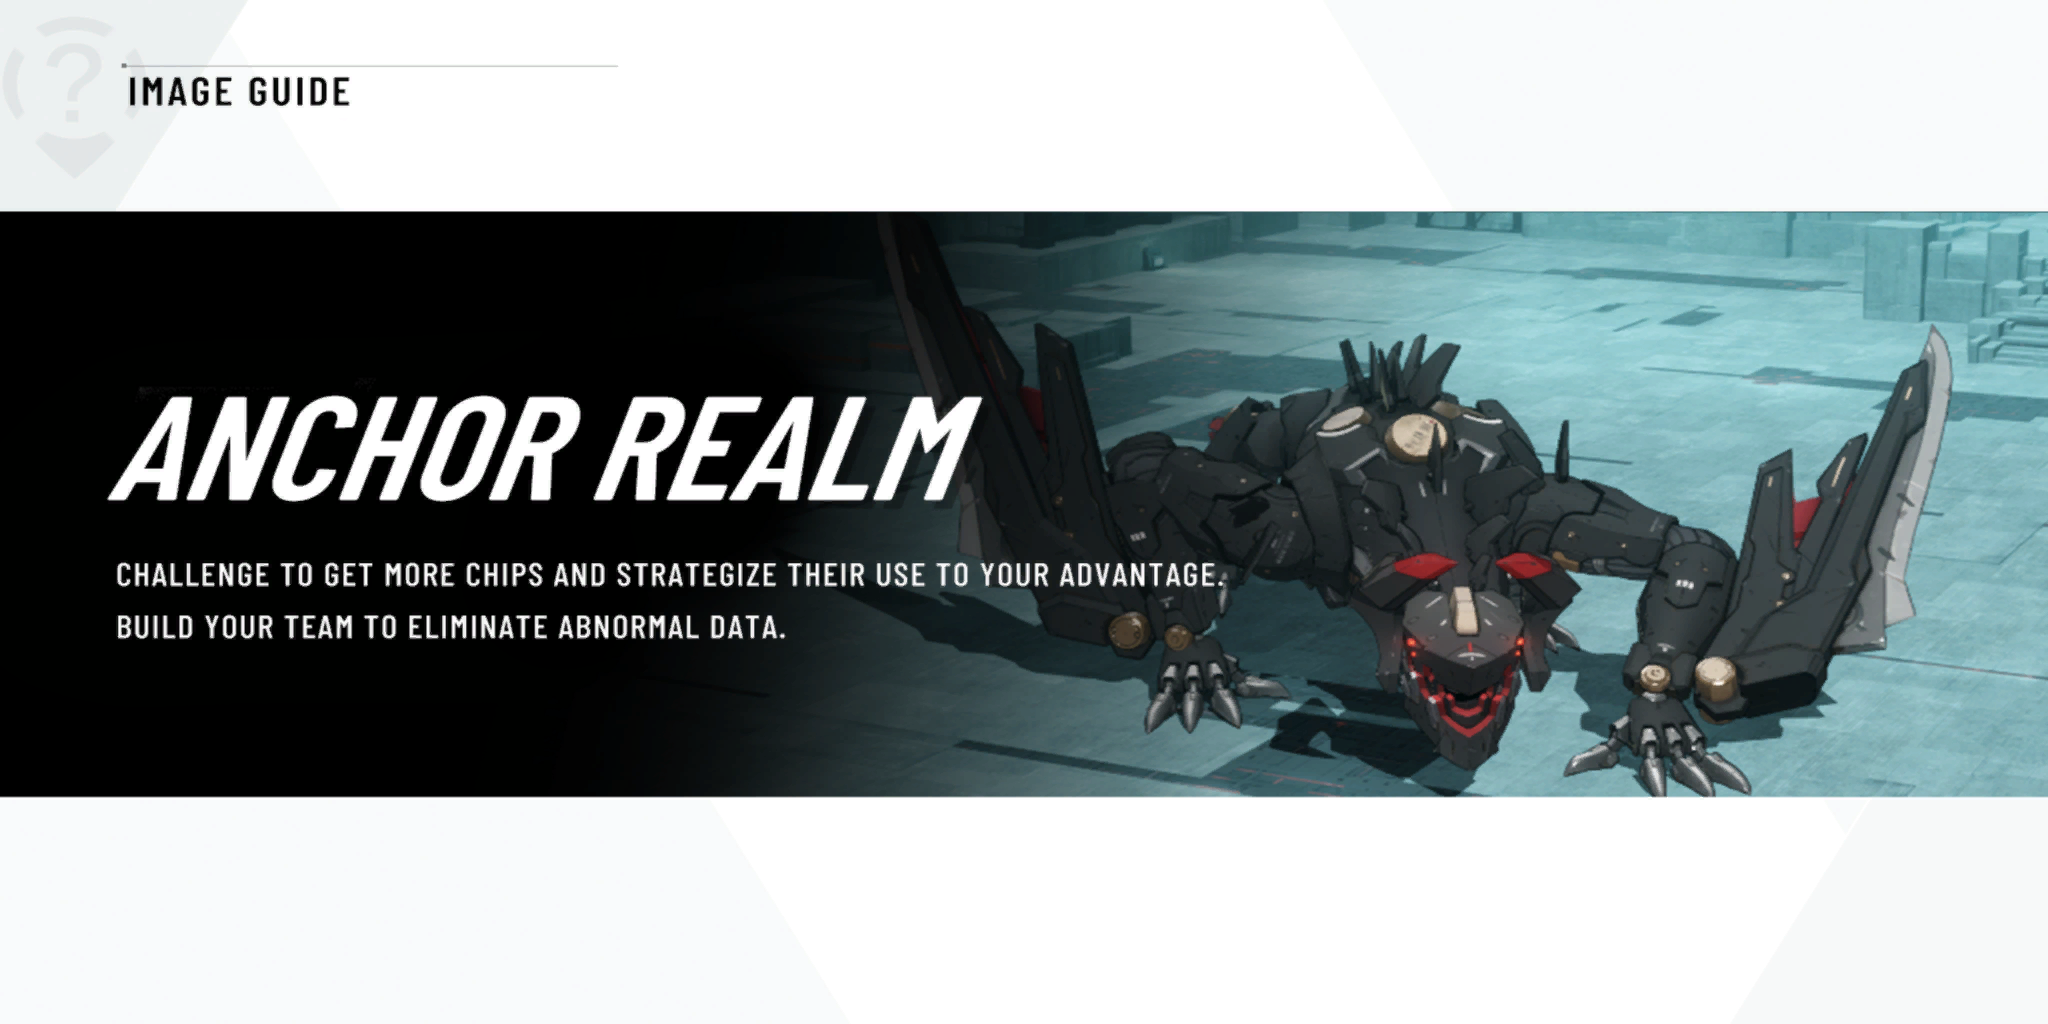 IMAGE GUIDE
ANCHOR REALM
CHALLENGE TO GET MORE CHIPS AND STRATEGIZE THEIR USE TO YOUR ADVANTAGE.
BUILD YOUR TEAM TO ELIMINATE ABNORMAL DATA.